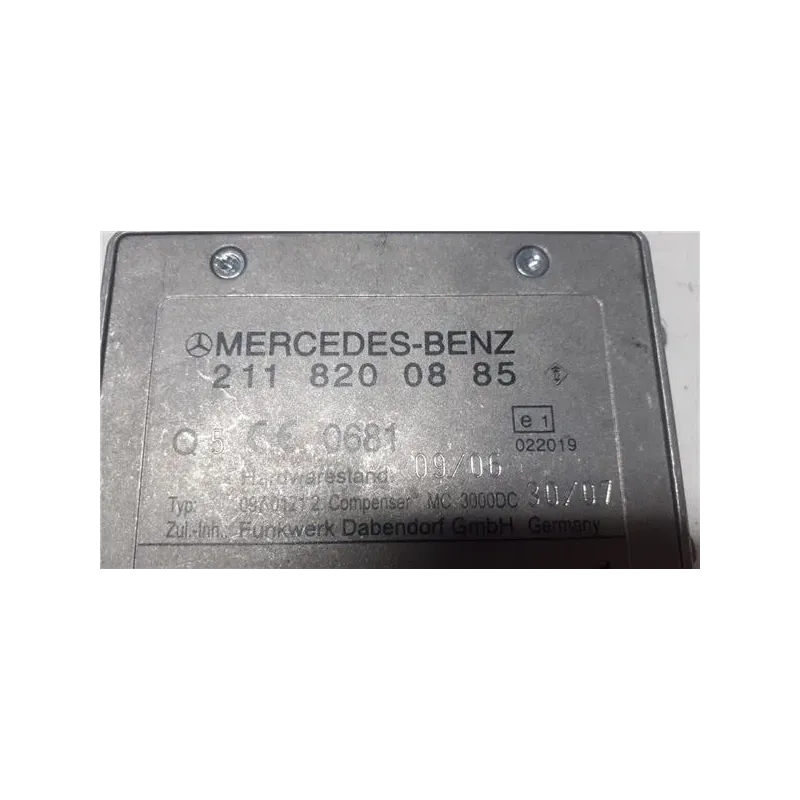 MERCEDES-BENZ
211 820 08 85
Q 5 CE 0681 e 1
022019
Hardwarestand: 09/06
Typ: Compenser MC 3000DC 30/07
Zul.-Inh.: Funkwerk Dabendorf GmbH Germany